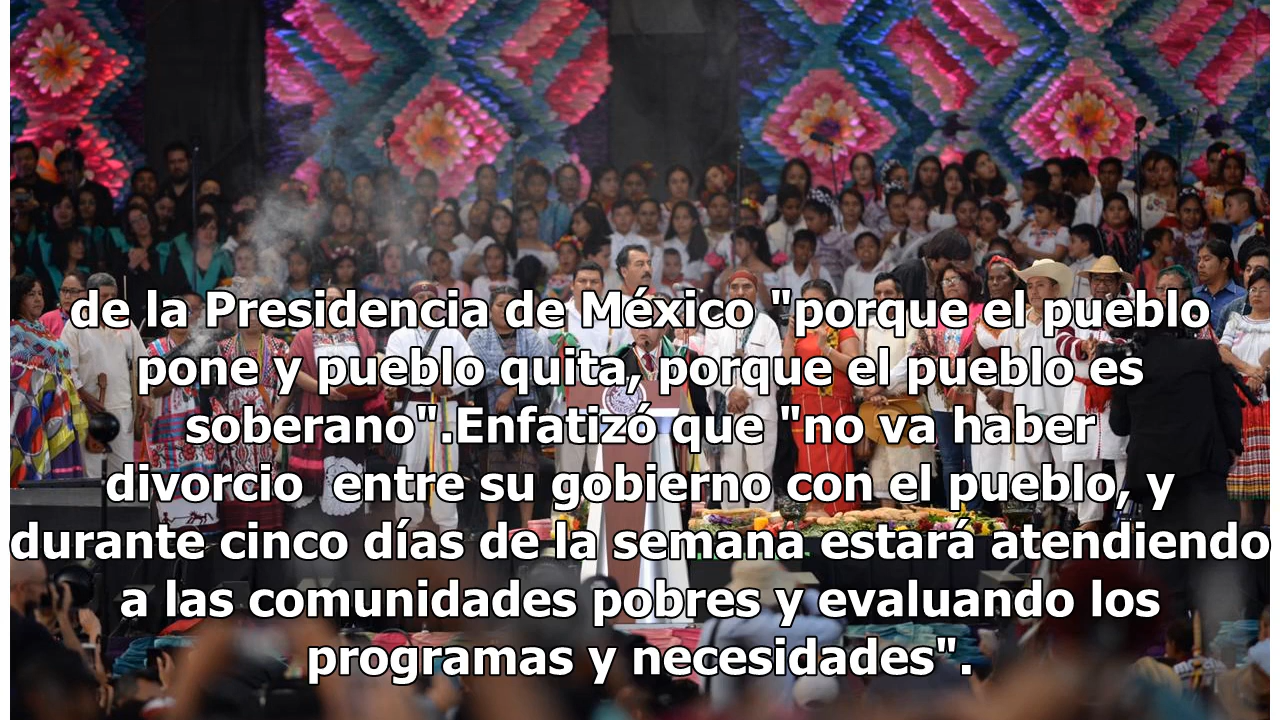 de la Presidencia de México "porque el pueblo
pone y pueblo quita, porque el pueblo es
soberano".Enfatizó que "no va haber
divorcio  entre su gobierno con el pueblo, y
durante cinco días de la semana estará atendiendo
a las comunidades pobres y evaluando los
programas y necesidades".